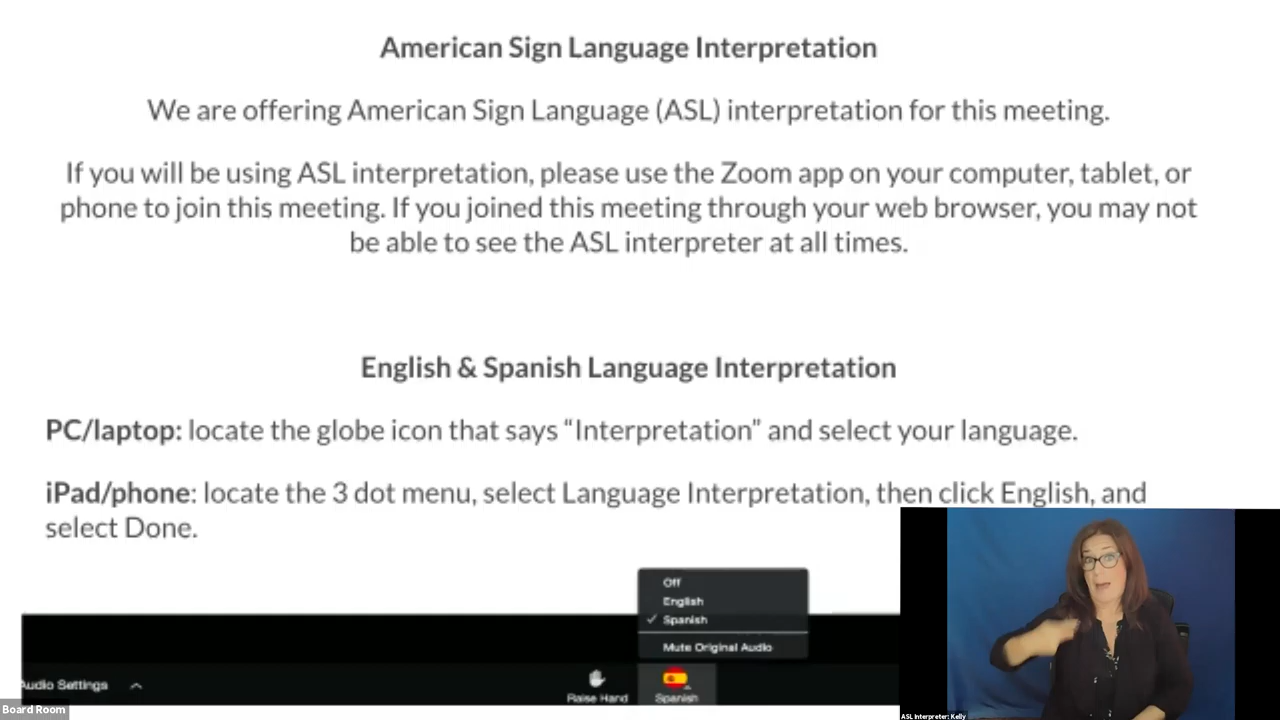 American Sign Language Interpretation
We are offering American Sign Language (ASL) interpretation for this meeting.
If you will be using ASL interpretation, please use the Zoom app on your computer, tablet, or
phone to join this meeting. If you joined this meeting through your web browser, you may not
be able to see the ASL interpreter at all times.
English & Spanish Language Interpretation
PC/laptop: locate the globe icon that says “Interpretation” and select your language.
iPad/phone: locate the 3 dot menu, select Language Interpretation, then click English, and
select Done.
Off
English
✓ Spanish
Mute Original Audio
Audio Settings
Raise Hand
Spanish
Board Room
ASL Interpreter: Kelly